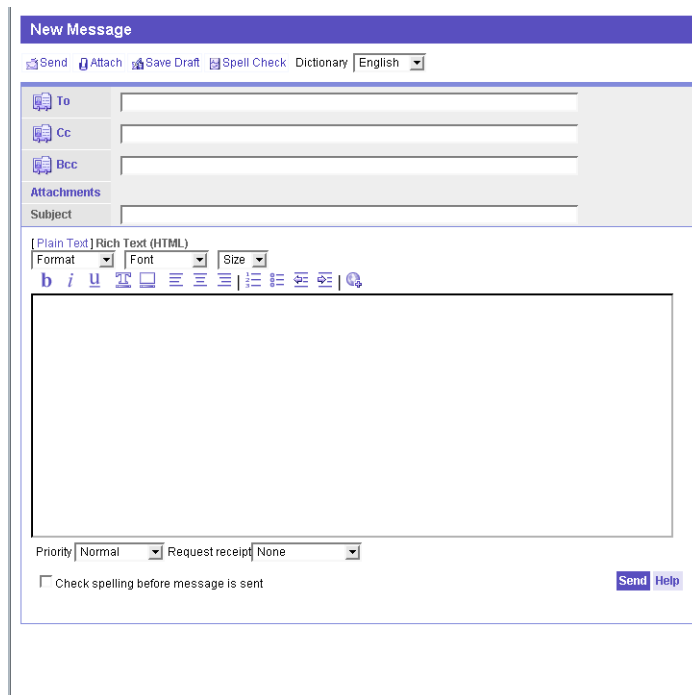 New Message
Send Attach Save Draft Spell Check Dictionary English
To
Cc
Bcc
Attachments
Subject
[ Plain Text ] Rich Text (HTML)
Format Font Size
b i u T
Priority Normal Request receipt None
Check spelling before message is sent
Send Help